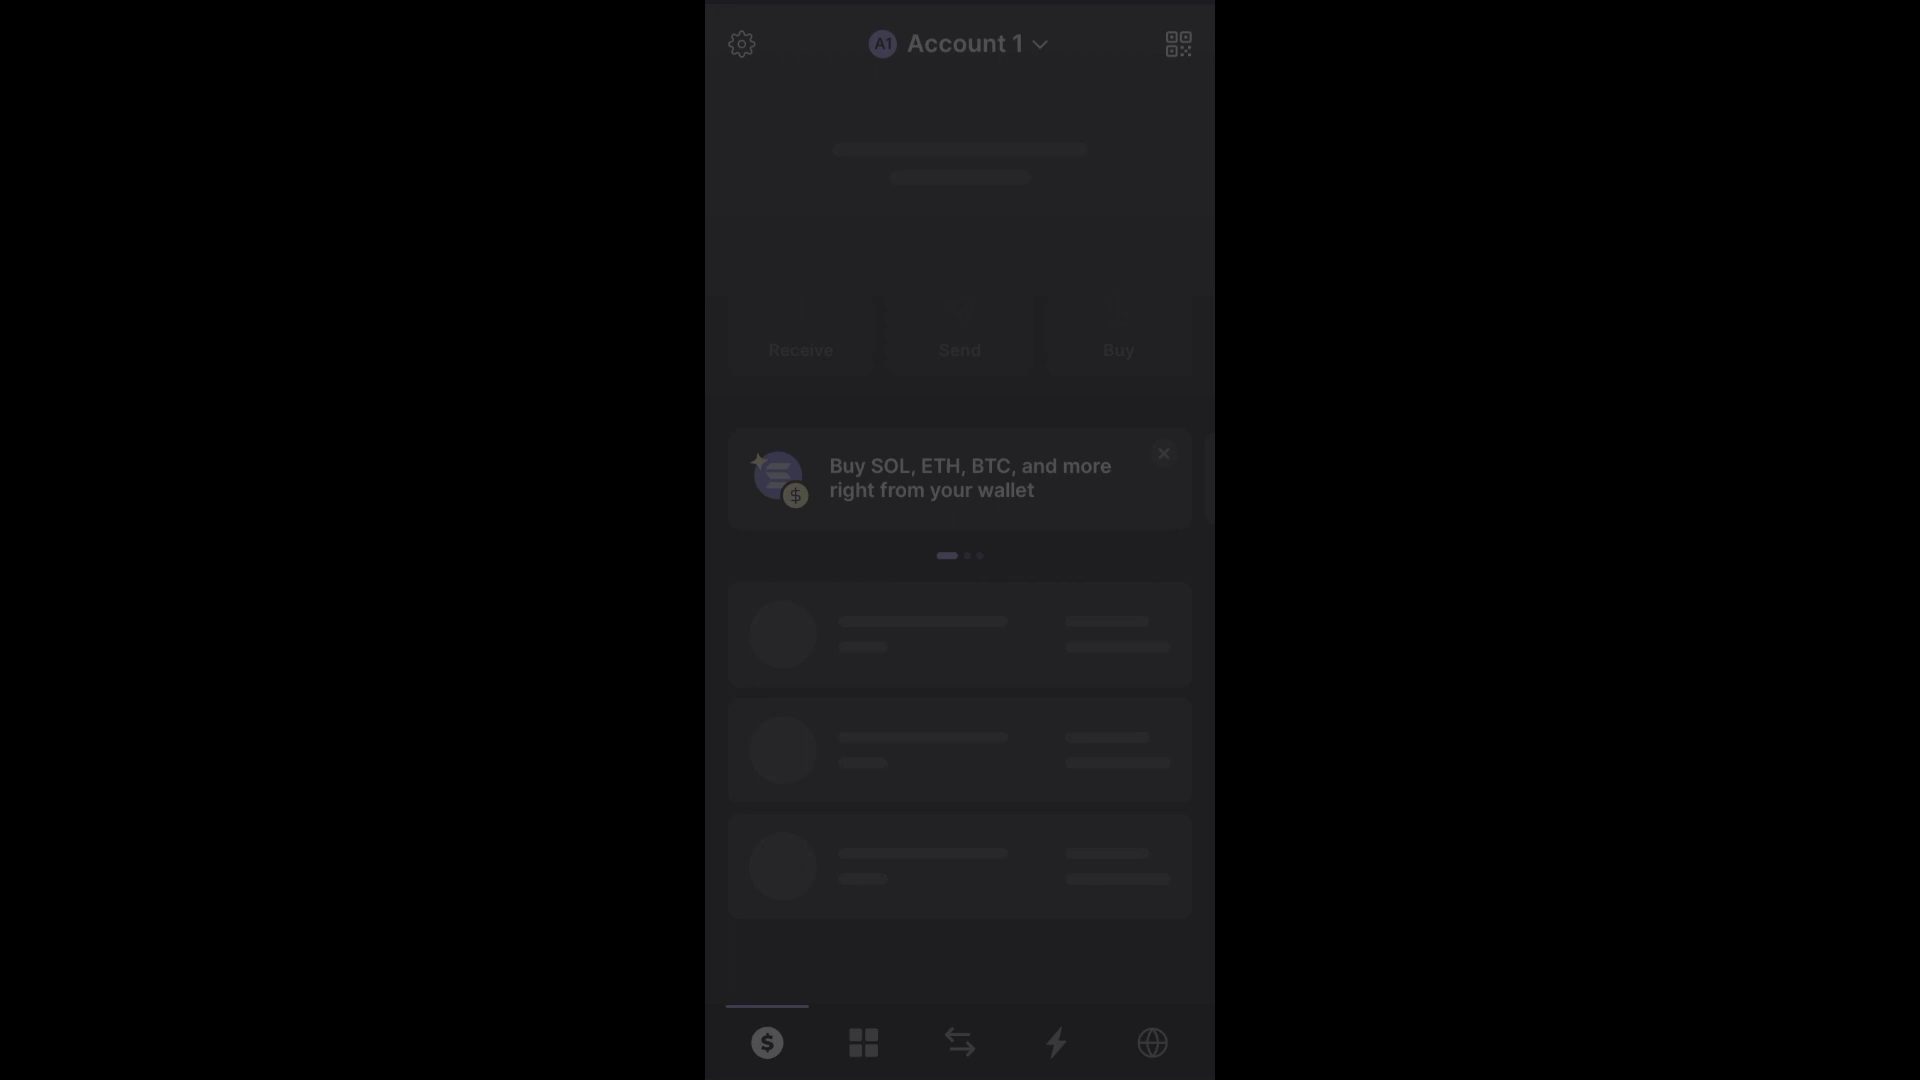 A1 Account 1
Receive
Send
Buy
Buy SOL, ETH, BTC, and more
right from your wallet